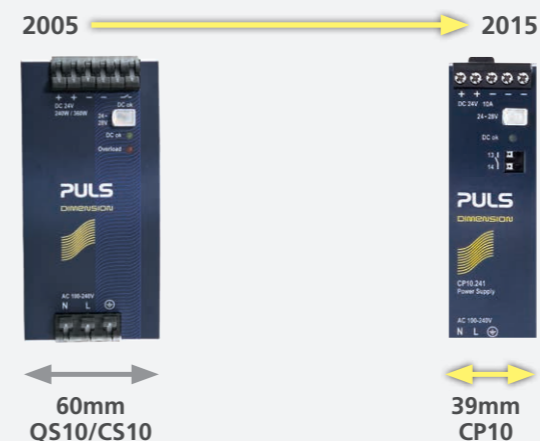 2005
2015
+ + - -
DC 24V
240W / 360W
DC ok
24-28V
DC ok
Overload
PULS
DIMENSION
AC 100-240V
N L
60mm
QS10/CS10
+ + - - -
DC 24V 10A
24-28V
DC ok
13
14
PULS
DIMENSION
CP10.241
Power Supply
AC 100-240V
N L
39mm
CP10